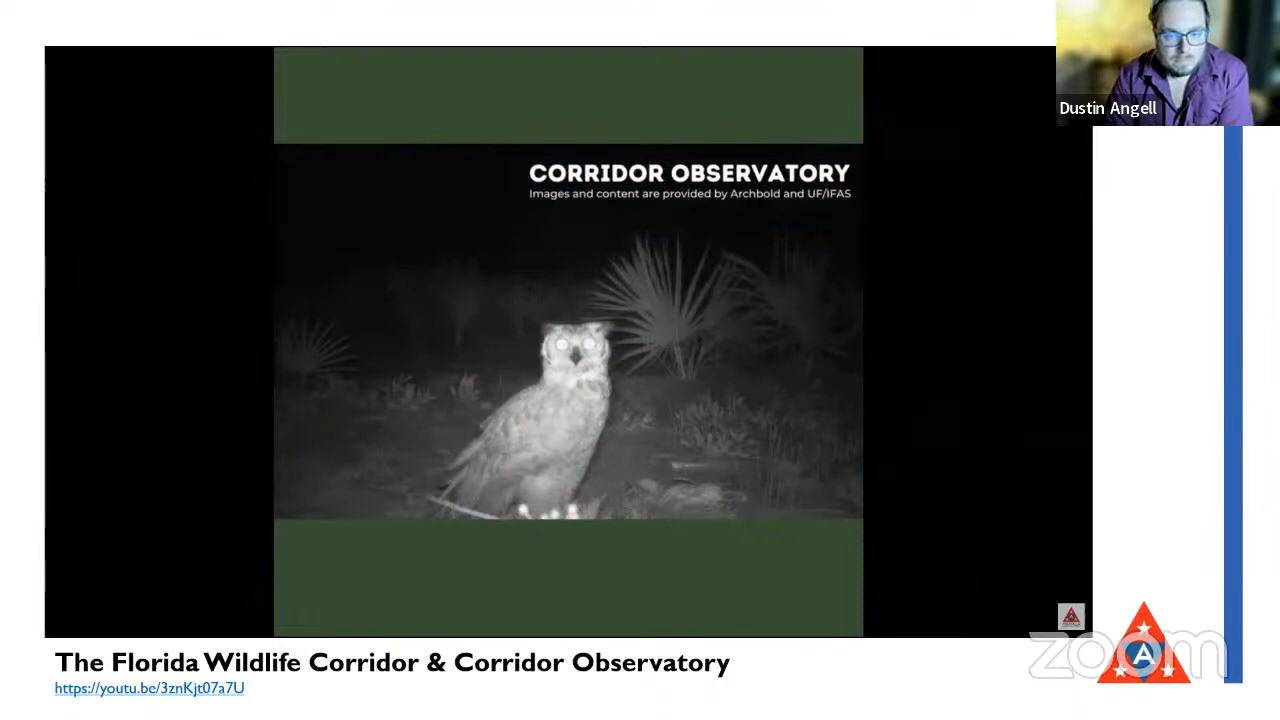 Dustin Angell
CORRIDOR OBSERVATORY
Images and content are provided by Archbold and UF/IFAS
The Florida Wildlife Corridor & Corridor Observatory
https://youtu.be/3znKjt07a7U
zoom
A